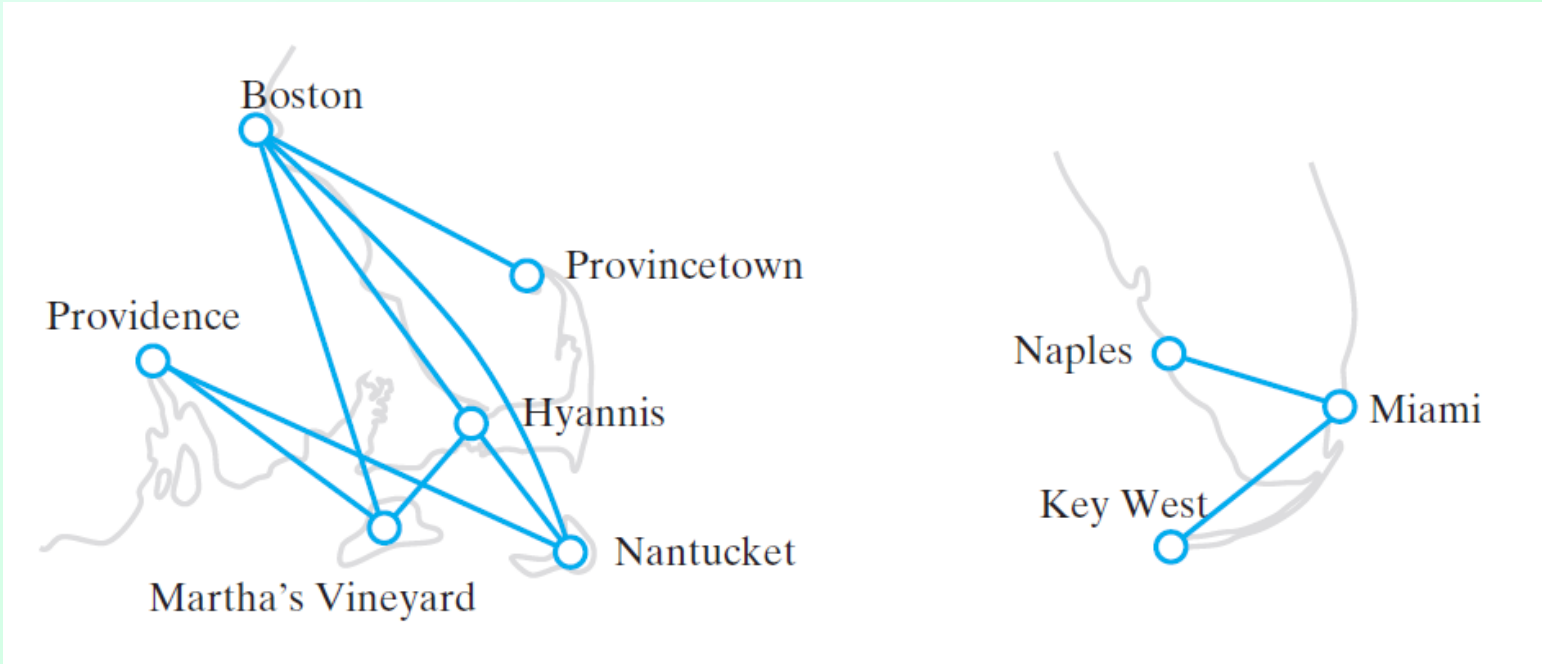 Boston
Provincetown
Providence
Hyannis
Nantucket
Martha’s Vineyard
Naples
Miami
Key West